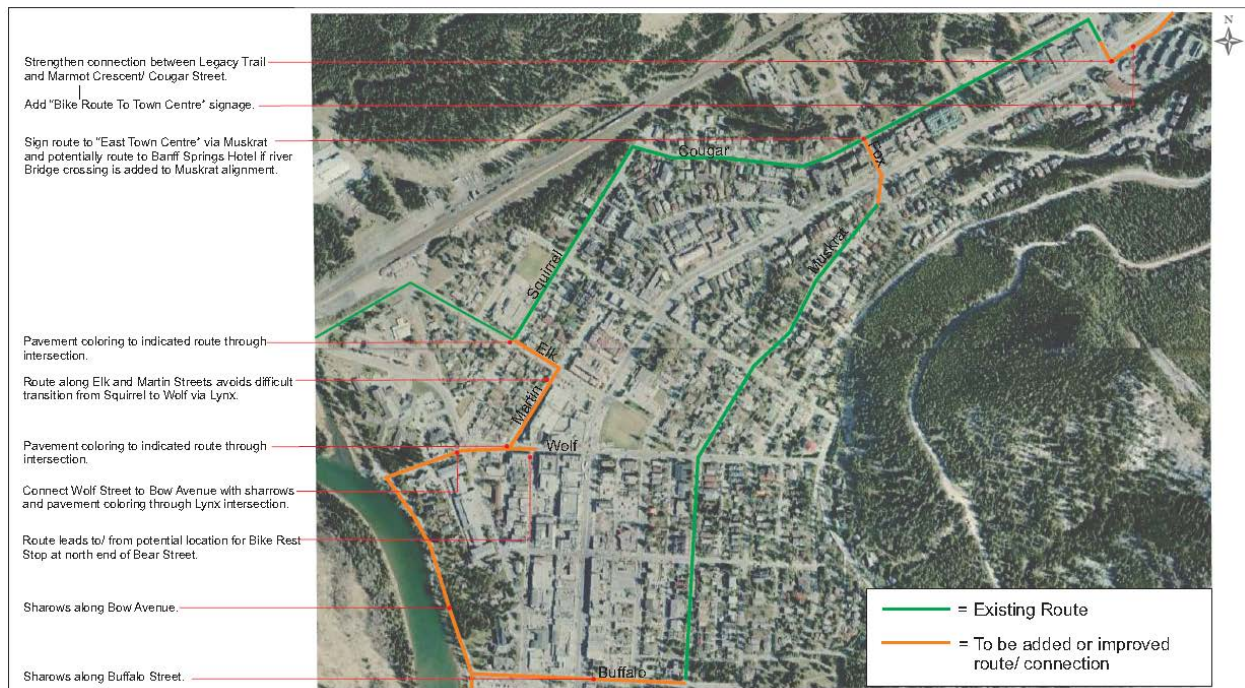 N
Strengthen connection between Legacy Trail
and Marmot Crescent/ Cougar Street.
Add "Bike Route To Town Centre" signage.
Sign route to "East Town Centre" via Muskrat
and potentially route to Banff Springs Hotel if river
Bridge crossing is added to Muskrat alignment.
Cougar
Fox
Muskrat
Squirrel
Pavement coloring to indicated route through
intersection.
Elk
Route along Elk and Martin Streets avoids difficult
transition from Squirrel to Wolf via Lynx.
Martin
Pavement coloring to indicated route through
intersection.
Wolf
Connect Wolf Street to Bow Avenue with sharrows
and pavement coloring through Lynx intersection.
Route leads to/ from potential location for Bike Rest
Stop at north end of Bear Street.
Sharows along Bow Avenue.
Sharows along Buffalo Street.
Buffalo
= Existing Route
= To be added or improved
route/ connection